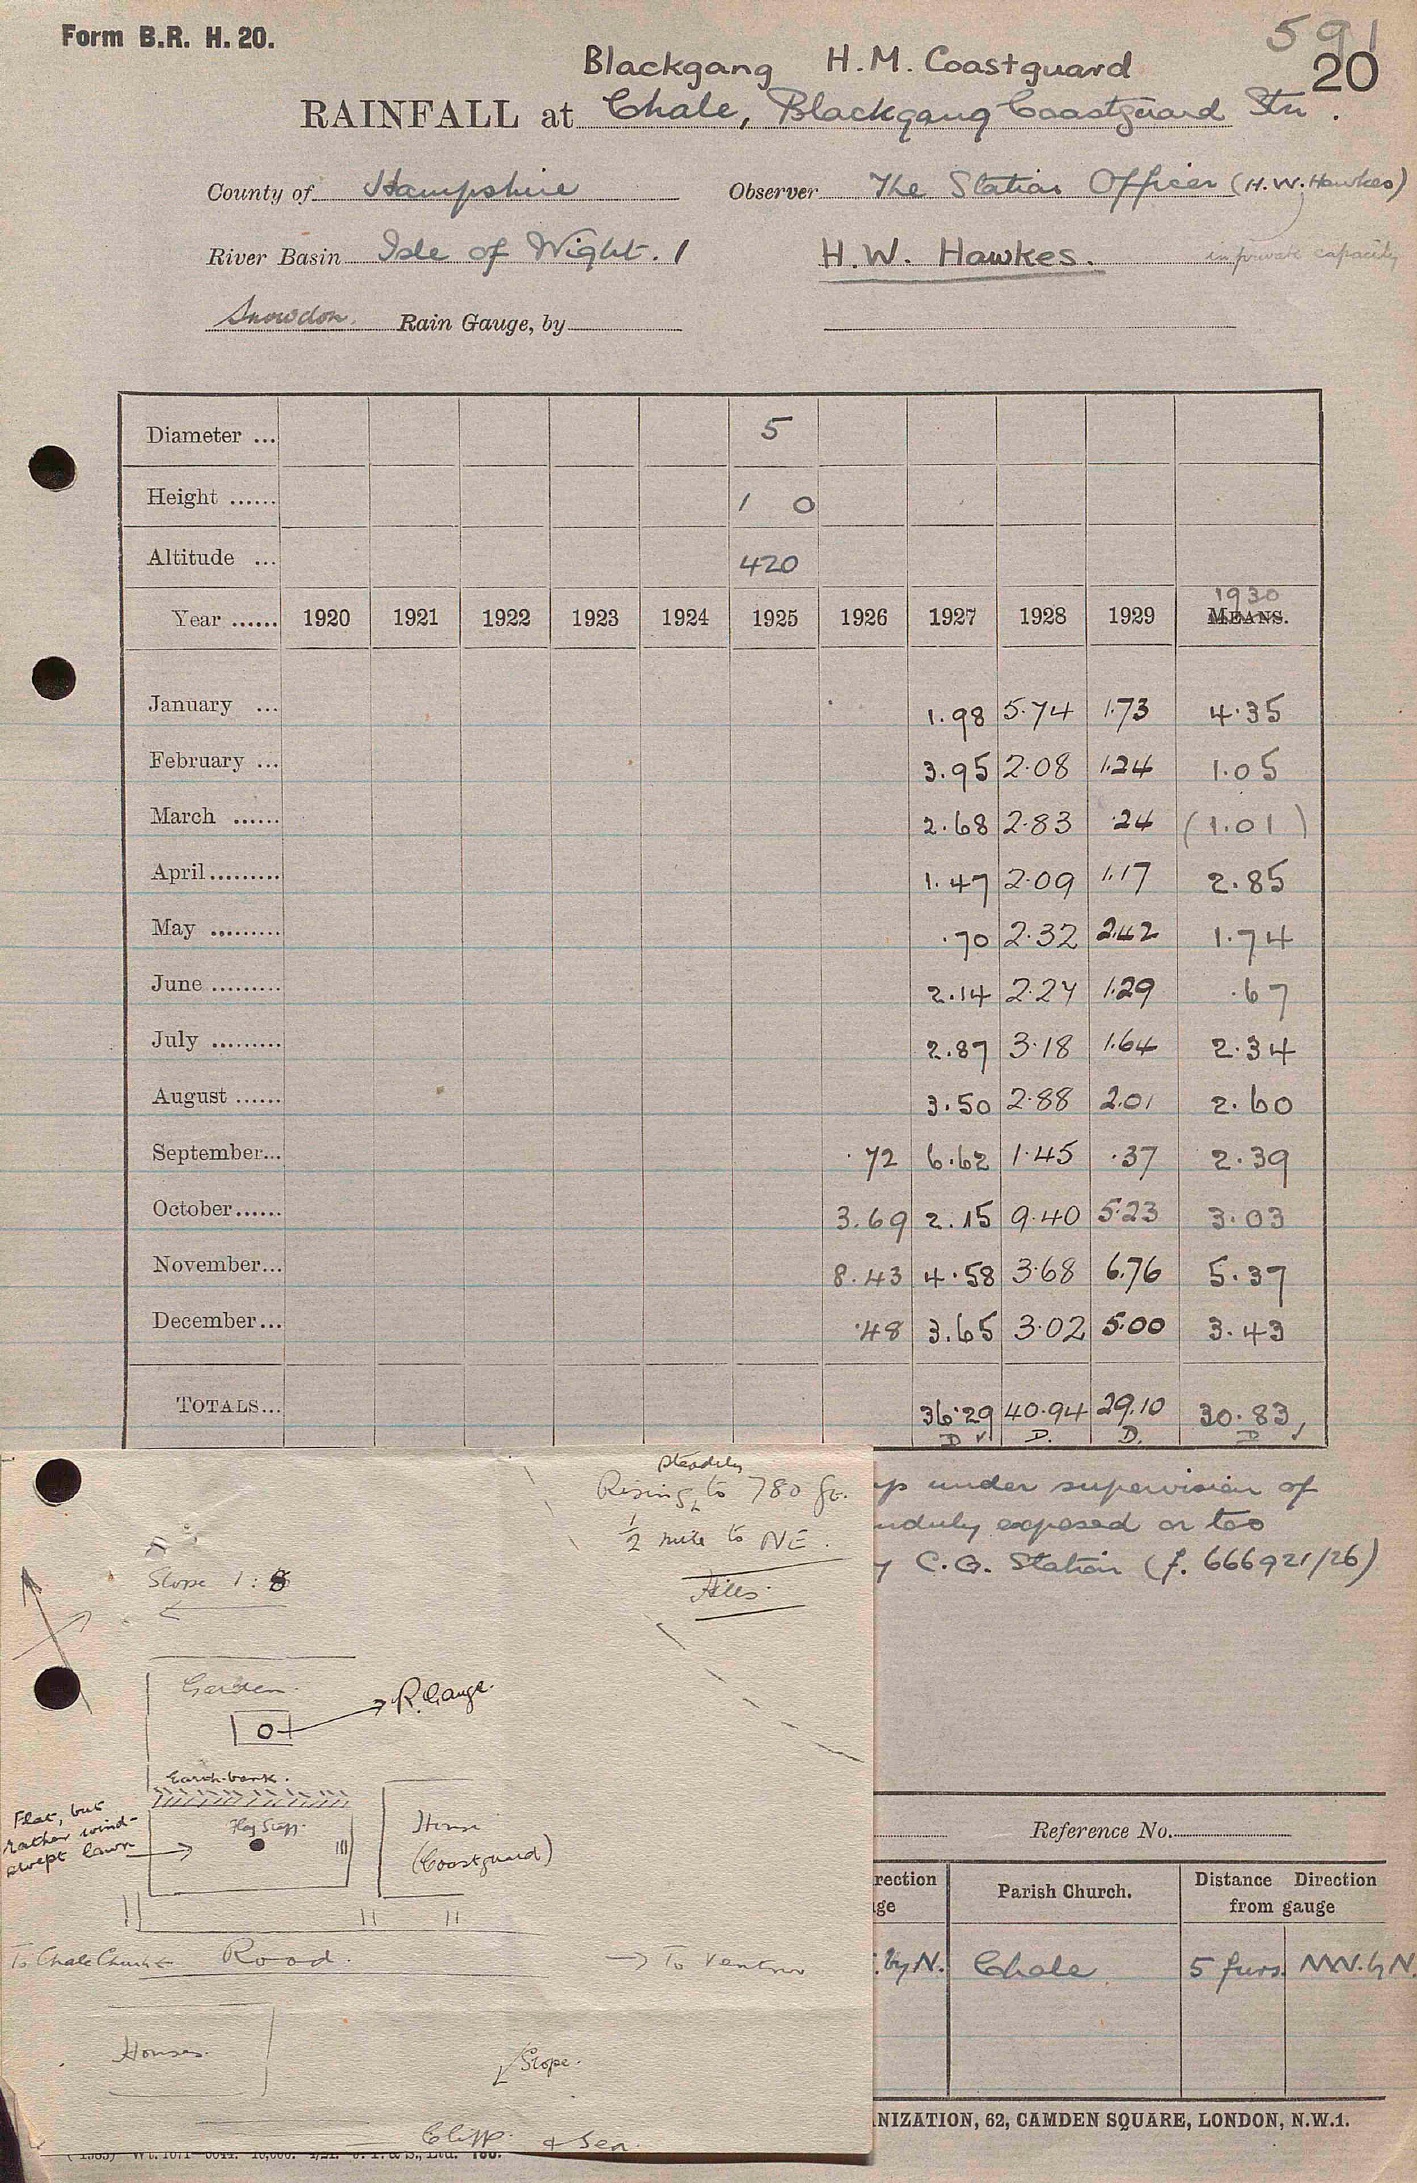 Form B.R. H. 20.
591
20
Blackgang H.M. Coastguard
RAINFALL at Chale, Blackgang Coastguard Stn.
County of Hampshire Observer The Station Officer (H.W. Hawkes)
River Basin Isle of Wight. 1 H.W. Hawkes. in private capacity
Snowdon. Rain Gauge, by
Diameter ... 5
Height ...... 1 0
Altitude ... 420
1930
Year ...... 1920 1921 1922 1923 1924 1925 1926 1927 1928 1929 MEANS.
January ... 1.98 5.74 1.73 4.35
February ... 3.95 2.08 1.24 1.05
March ...... 2.68 2.83 .24 (1.01)
April ......... 1.47 2.09 1.17 2.85
May ......... .70 2.32 2.42 1.74
June ......... 2.14 2.27 1.29 .67
July ......... 2.87 3.18 1.64 2.34
August ...... 3.50 2.88 2.01 2.60
September... .72 6.62 1.45 .37 2.39
October...... 3.69 2.15 9.40 5.23 3.03
November... 8.43 4.58 3.68 6.76 5.37
December... .48 3.65 3.02 5.00 3.43
TOTALS... 36.29 40.94 29.10 30.83
D D. D. D
steadily
Rising to 780 ft.
1/2 mile to NE.
Hills.
up under supervision of
unduly exposed or too
y C.G. Station (f. 666921/26)
Slope 1:8
Garden.
R. Gauge.
Earth-bank.
Flag Staff.
Flat, but
rather wind-
swept lawn
House
(Coastguard)
To Chale Church
Road.
To Ventnor
Houses.
Slope.
Cliff. & Sea.
Reference No.
rection Parish Church. Distance Direction
ge from gauge
. by N. Chale 5 furs. NW. by N.
NIZATION, 62, CAMDEN SQUARE, LONDON, N.W.1.